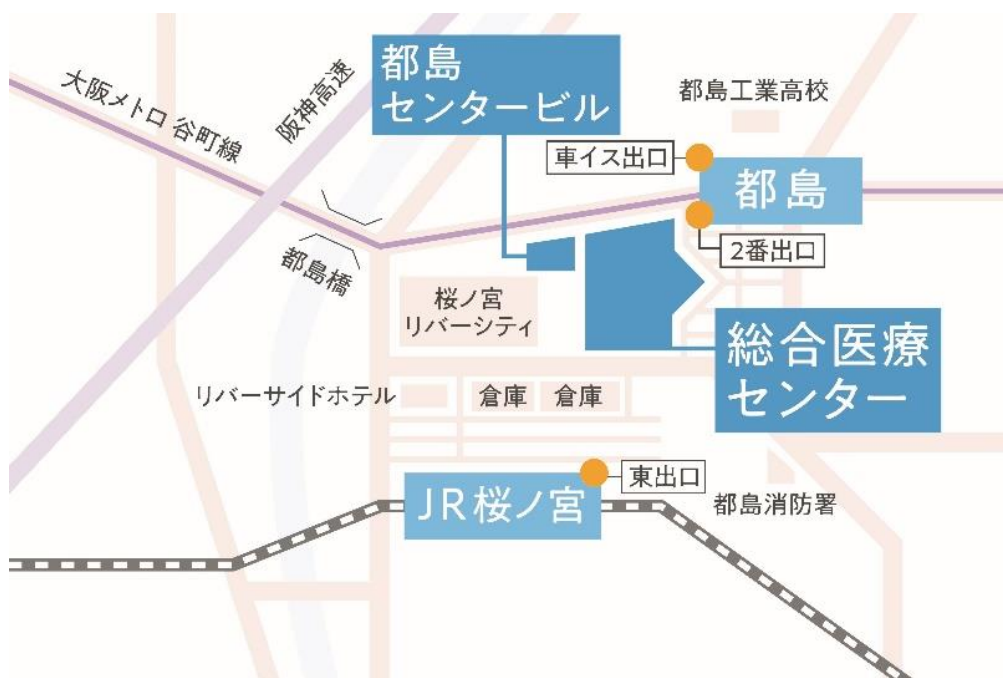 都島
センタービル
都島工業高校
大阪メトロ 谷町線
阪神高速
車イス出口
都島
2番出口
都島橋
桜ノ宮
リバーシティ
総合医療
センター
リバーサイドホテル
倉庫
倉庫
東出口
JR桜ノ宮
都島消防署